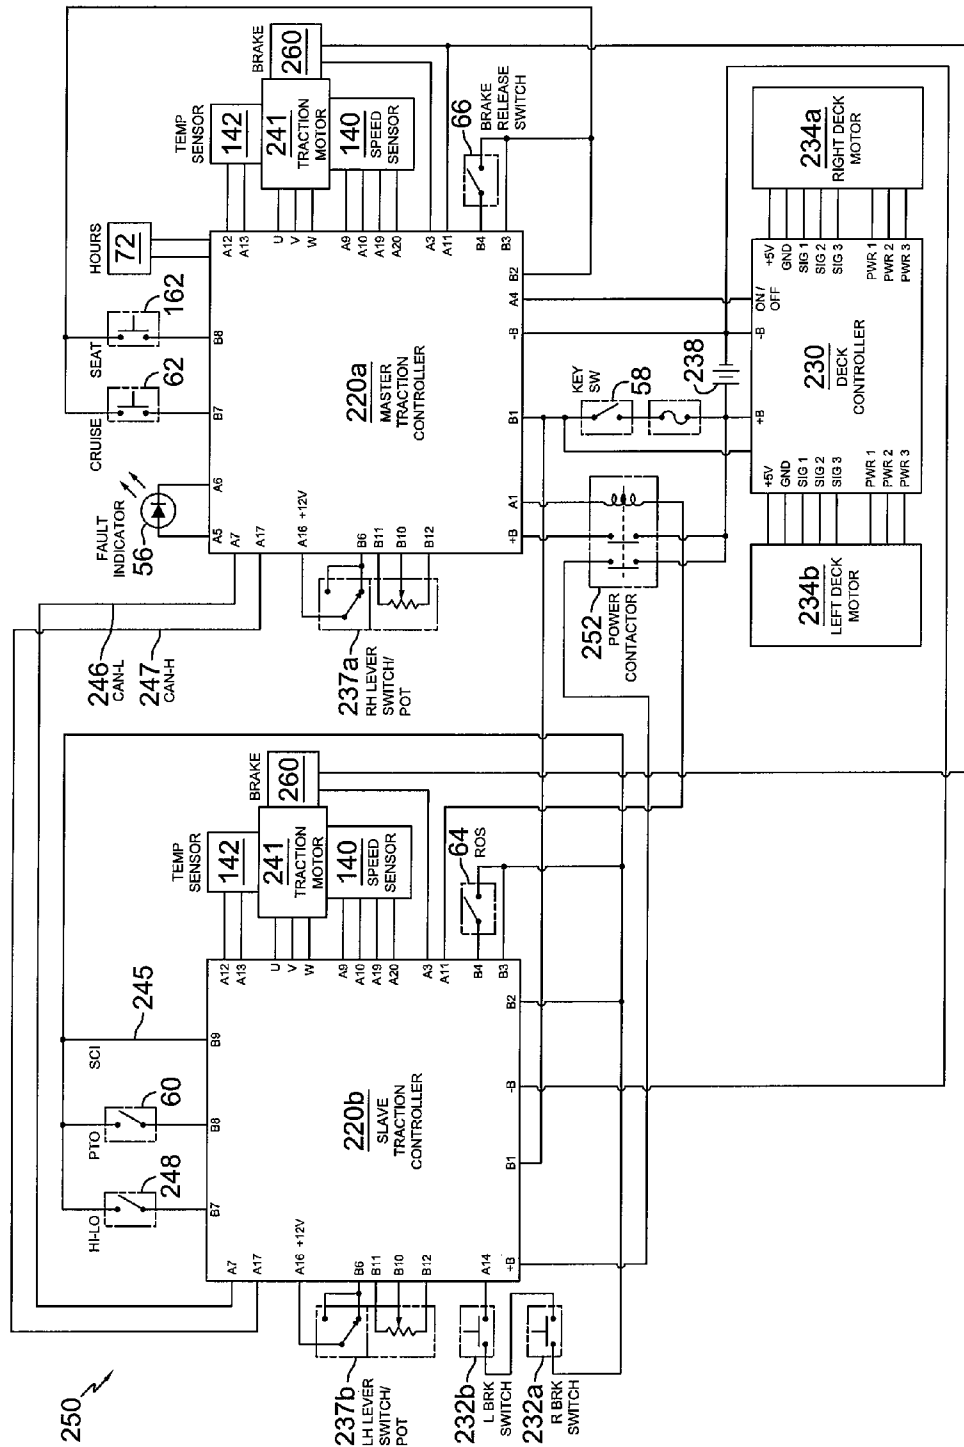 250
246
CAN-L
247
CAN-H
FAULT
INDICATOR
56
CRUISE
62
SEAT
162
HOURS
72
TEMP
SENSOR
142
241
TRACTION
MOTOR
BRAKE
260
140
SPEED
SENSOR
66
BRAKE
RELEASE
SWITCH
A5
A6
B7
B8
A7
A17
A16 +12V
B6
B11
B10
B12
A12
A13
U
V
W
A9
A10
A19
A20
A3
A11
B4
B3
220a
MASTER
TRACTION
CONTROLLER
+B
A1
B1
-B
A4
B2
237a
RH LEVER
SWITCH/
POT
252
POWER
CONTACTOR
KEY
SW
58
238
HI-LO
248
PTO
60
SCI
245
TEMP
SENSOR
142
241
TRACTION
MOTOR
BRAKE
260
140
SPEED
SENSOR
64
ROS
B7
B8
B9
A7
A17
A16 +12V
B6
B11
B10
B12
A14
+B
A12
A13
U
V
W
A9
A10
A19
A20
A3
A11
B4
B3
220b
SLAVE
TRACTION
CONTROLLER
B1
-B
B2
237b
LH LEVER
SWITCH/
POT
232b
L BRK
SWITCH
232a
R BRK
SWITCH
234b
LEFT DECK
MOTOR
+5V
GND
SIG 1
SIG 2
SIG 3
PWR 1
PWR 2
PWR 3
+B
-B
ON/
OFF
230
DECK
CONTROLLER
+5V
GND
SIG 1
SIG 2
SIG 3
PWR 1
PWR 2
PWR 3
234a
RIGHT DECK
MOTOR